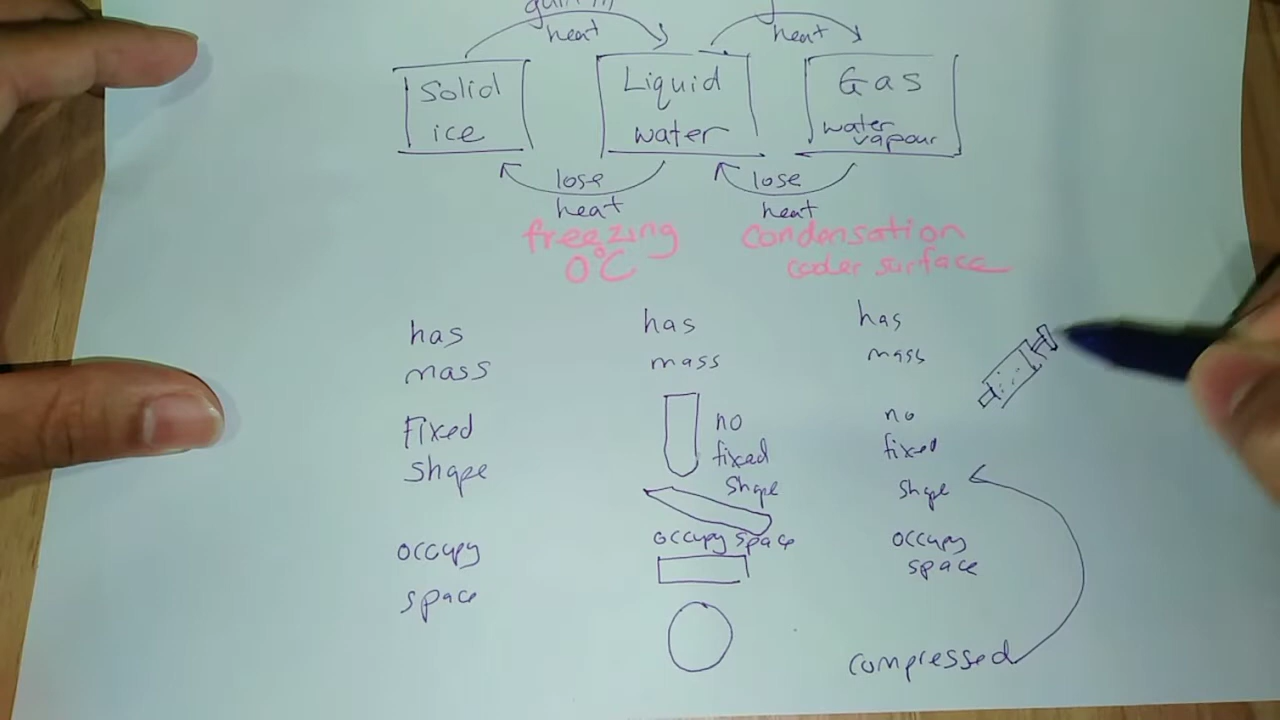 gain
heat
heat
Solid
ice
Liquid
water
Gas
water
vapour
lose
heat
lose
heat
freezing
0°C
condensation
cooler surface
has
mass
Fixed
shape
occupy
space
has
mass
no
fixed
shape
occupy space
has
mass
no
fixed
shape
occupy
space
compressed